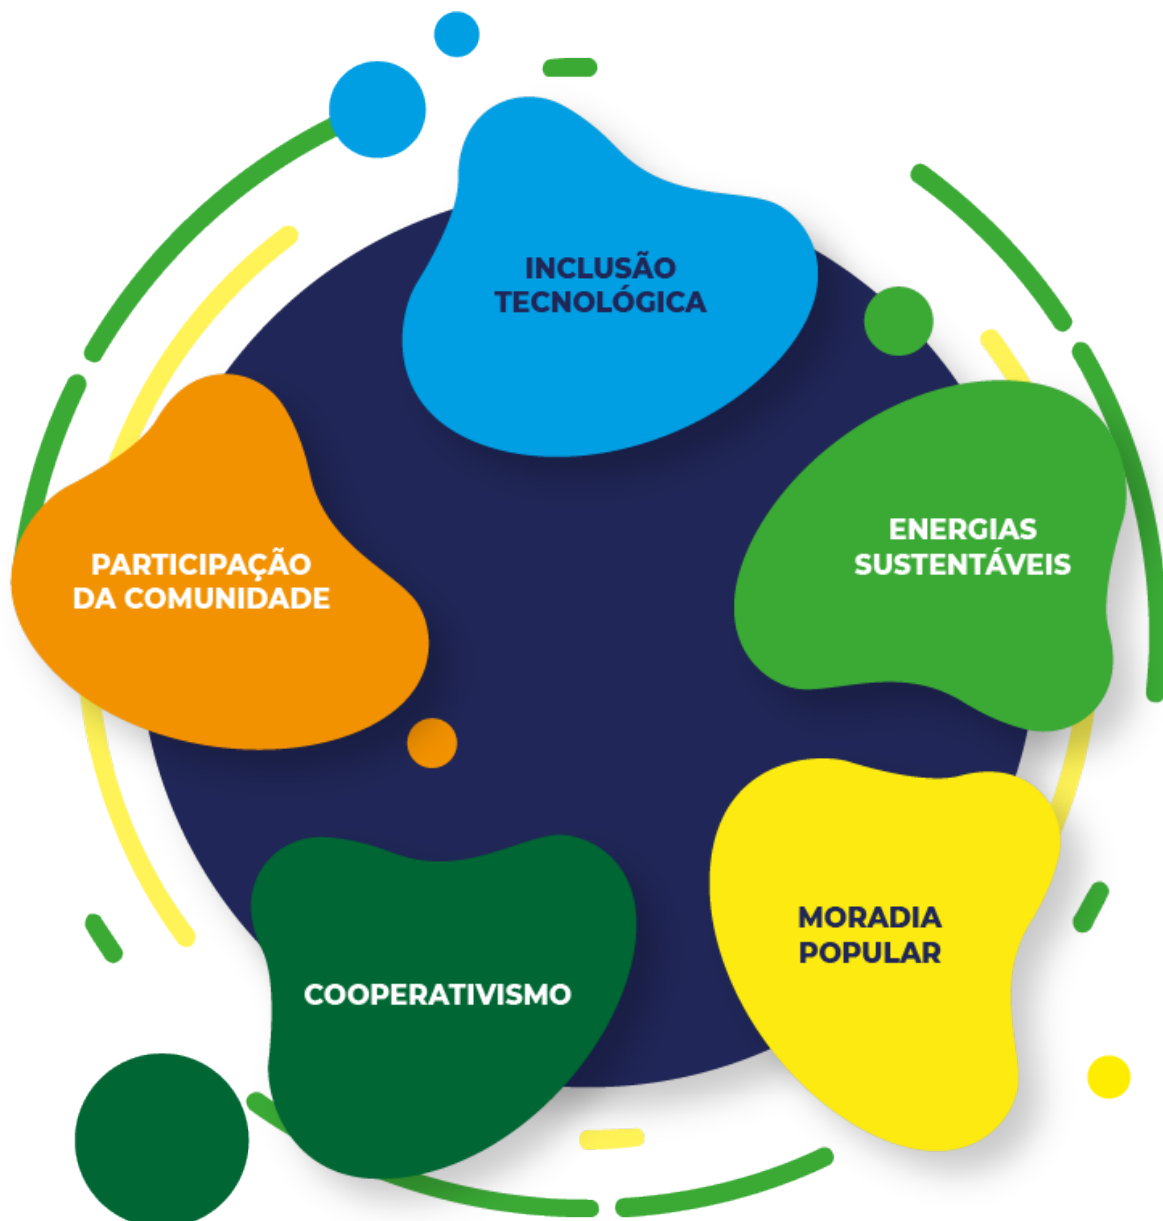 INCLUSÃO
TECNOLÓGICA
ENERGIAS
SUSTENTÁVEIS
PARTICIPAÇÃO
DA COMUNIDADE
MORADIA
POPULAR
COOPERATIVISMO